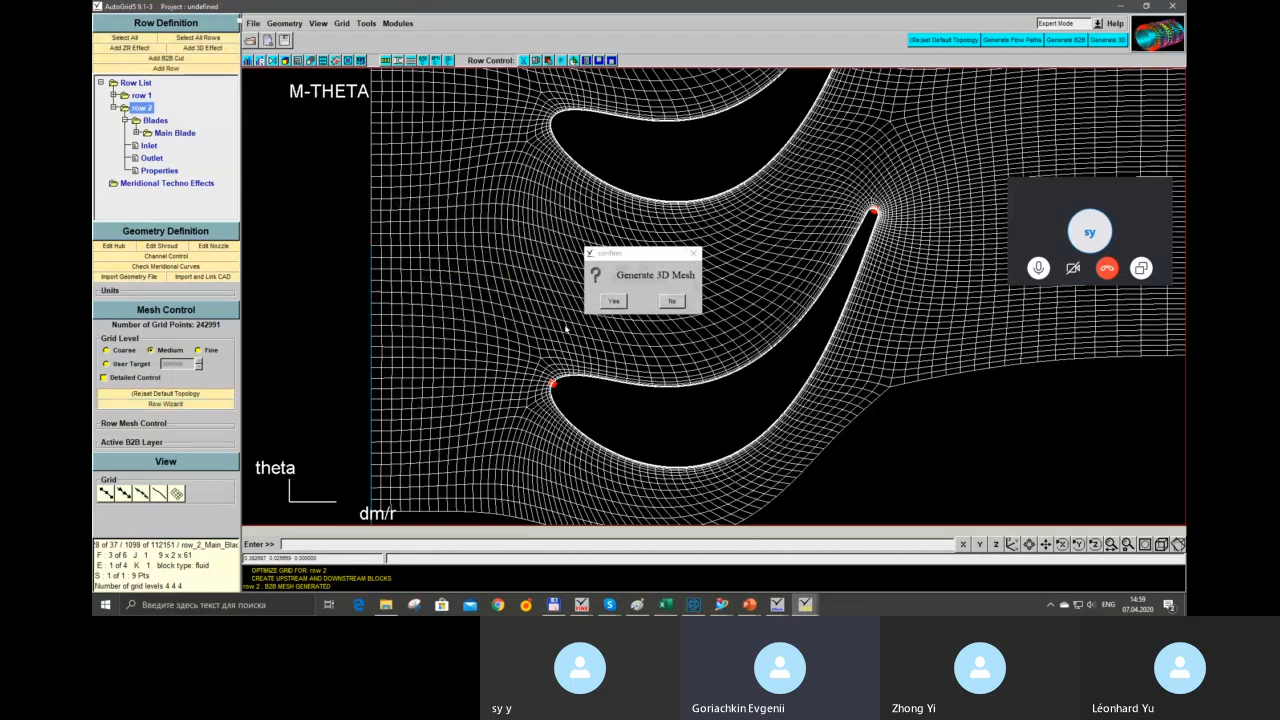 AutoGrid5 9.1-3 Project : undefined
Row Definition
Select All
Select All Rows
Add ZR Effect
Add 3D Effect
Add B2B Cut
Add Row
Row List
row 1
row 2
Blades
Main Blade
Inlet
Outlet
Properties
Meridional Techno Effects
Geometry Definition
Edit Hub
Edit Shroud
Edit Nozzle
Channel Control
Check Meridional Curves
Import Geometry File
Import and Link CAD
Units
Mesh Control
Number of Grid Points: 242991
Grid Level
Coarse
Medium
Fine
User Target
Detailed Control
(Re)set Default Topology
Row Wizard
Row Mesh Control
Active B2B Layer
View
Grid
'8 of 37 / 1098 of 112151 / row_2_Main_Blac
F : 3 of 6 J 1 9 x 2 x 61
E : 1 of 4 K 1 block type: fluid
S : 1 of 1 : 9 Pts
Number of grid levels 4 4 4
File Geometry View Grid Tools Modules
Expert Mode
Help
(Re)set Default Topology
Generate Flow Paths
Generate B2B
Generate 3D
Row Control:
M-THETA
confirm
Generate 3D Mesh
Yes
No
sy
theta
dm/r
Enter >>
X Y Z
OPTIMIZE GRID FOR: row 2
CREATE UPSTREAM AND DOWNSTREAM BLOCKS
row 2 : B2B MESH GENERATED
Введите здесь текст для поиска
ENG
14:59
07.04.2020
sy y
Goriachkin Evgenii
Zhong Yi
Léonhard Yu